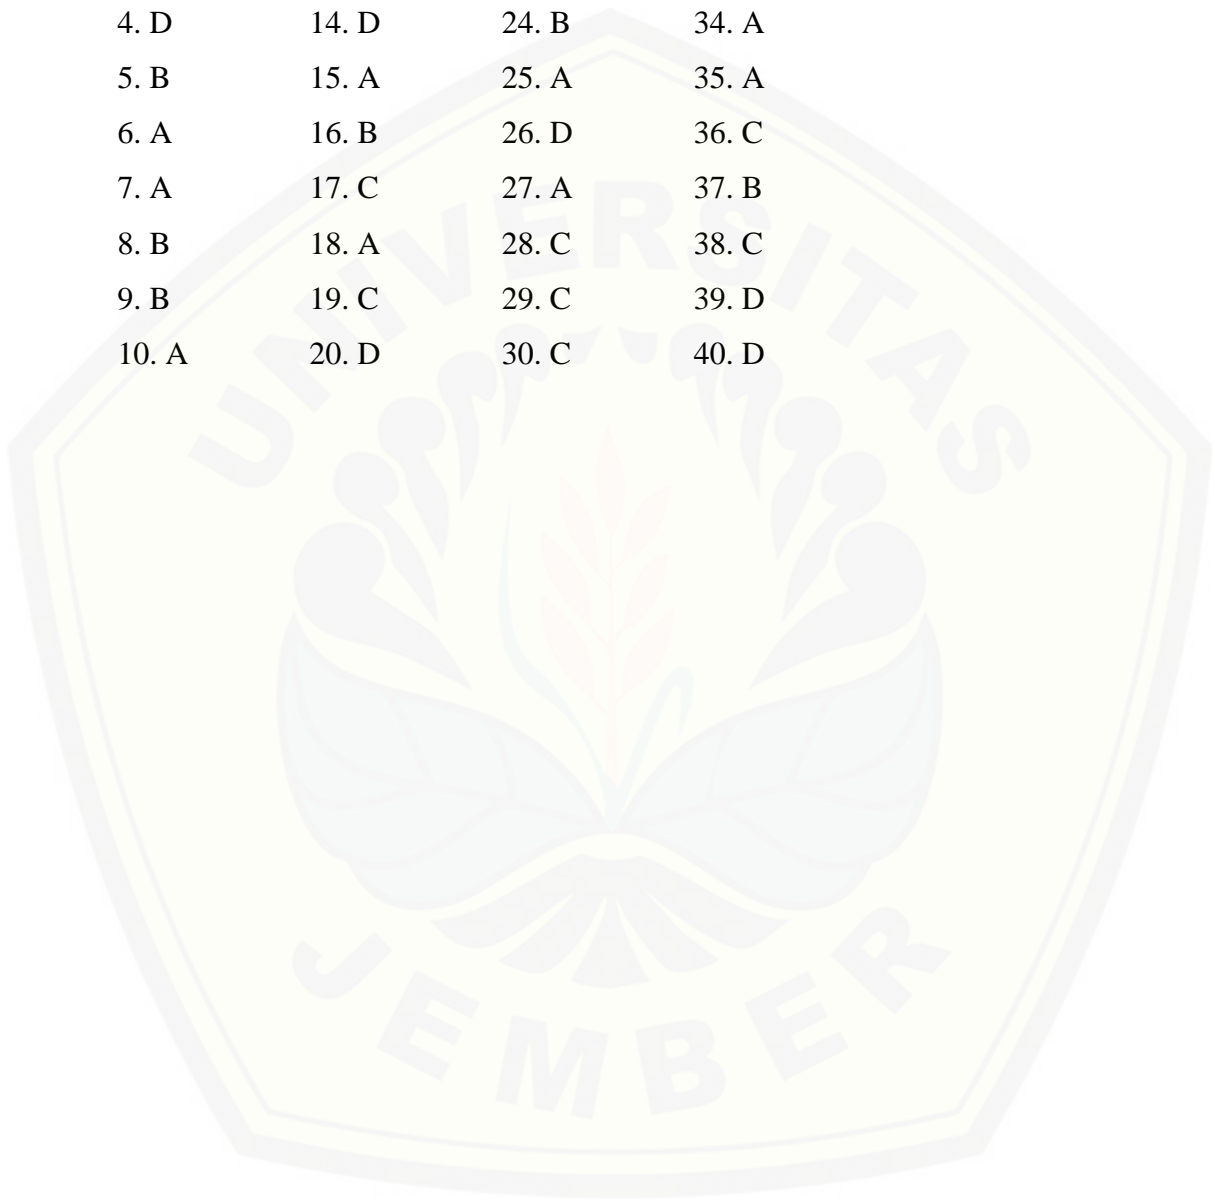 4. D 14. D 24. B 34. A
5. B 15. A 25. A 35. A
6. A 16. B 26. D 36. C
7. A 17. C 27. A 37. B
8. B 18. A 28. C 38. C
9. B 19. C 29. C 39. D
10. A 20. D 30. C 40. D
UNIVERSITAS
JEMBER